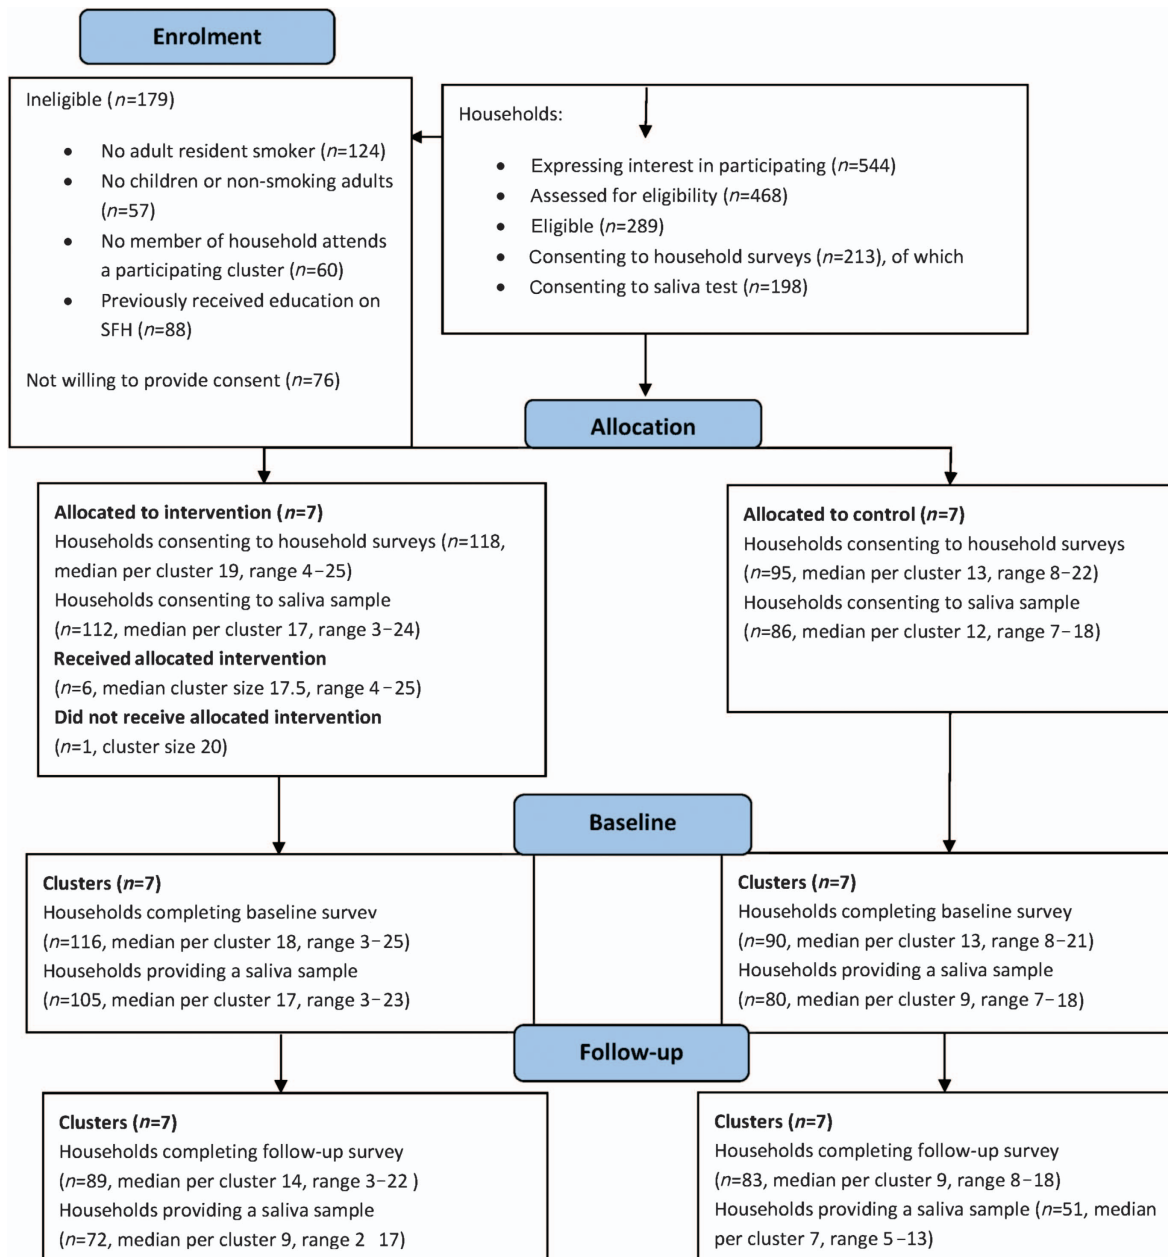 Enrolment
Ineligible (n=179)
• No adult resident smoker (n=124)
• No children or non-smoking adults
(n=57)
• No member of household attends
a participating cluster (n=60)
• Previously received education on
SFH (n=88)
Not willing to provide consent (n=76)
Households:
• Expressing interest in participating (n=544)
• Assessed for eligibility (n=468)
• Eligible (n=289)
• Consenting to household surveys (n=213), of which
• Consenting to saliva test (n=198)
Allocation
Allocated to intervention (n=7)
Households consenting to household surveys (n=118,
median per cluster 19, range 4–25)
Households consenting to saliva sample
(n=112, median per cluster 17, range 3–24)
Received allocated intervention
(n=6, median cluster size 17.5, range 4–25)
Did not receive allocated intervention
(n=1, cluster size 20)
Allocated to control (n=7)
Households consenting to household surveys
(n=95, median per cluster 13, range 8–22)
Households consenting to saliva sample
(n=86, median per cluster 12, range 7–18)
Baseline
Clusters (n=7)
Households completing baseline survev
(n=116, median per cluster 18, range 3–25)
Households providing a saliva sample
(n=105, median per cluster 17, range 3–23)
Clusters (n=7)
Households completing baseline survey
(n=90, median per cluster 13, range 8–21)
Households providing a saliva sample
(n=80, median per cluster 9, range 7–18)
Follow-up
Clusters (n=7)
Households completing follow-up survey
(n=89, median per cluster 14, range 3–22 )
Households providing a saliva sample
(n=72, median per cluster 9, range 2 17)
Clusters (n=7)
Households completing follow-up survey
(n=83, median per cluster 9, range 8–18)
Households providing a saliva sample (n=51, median
per cluster 7, range 5–13)